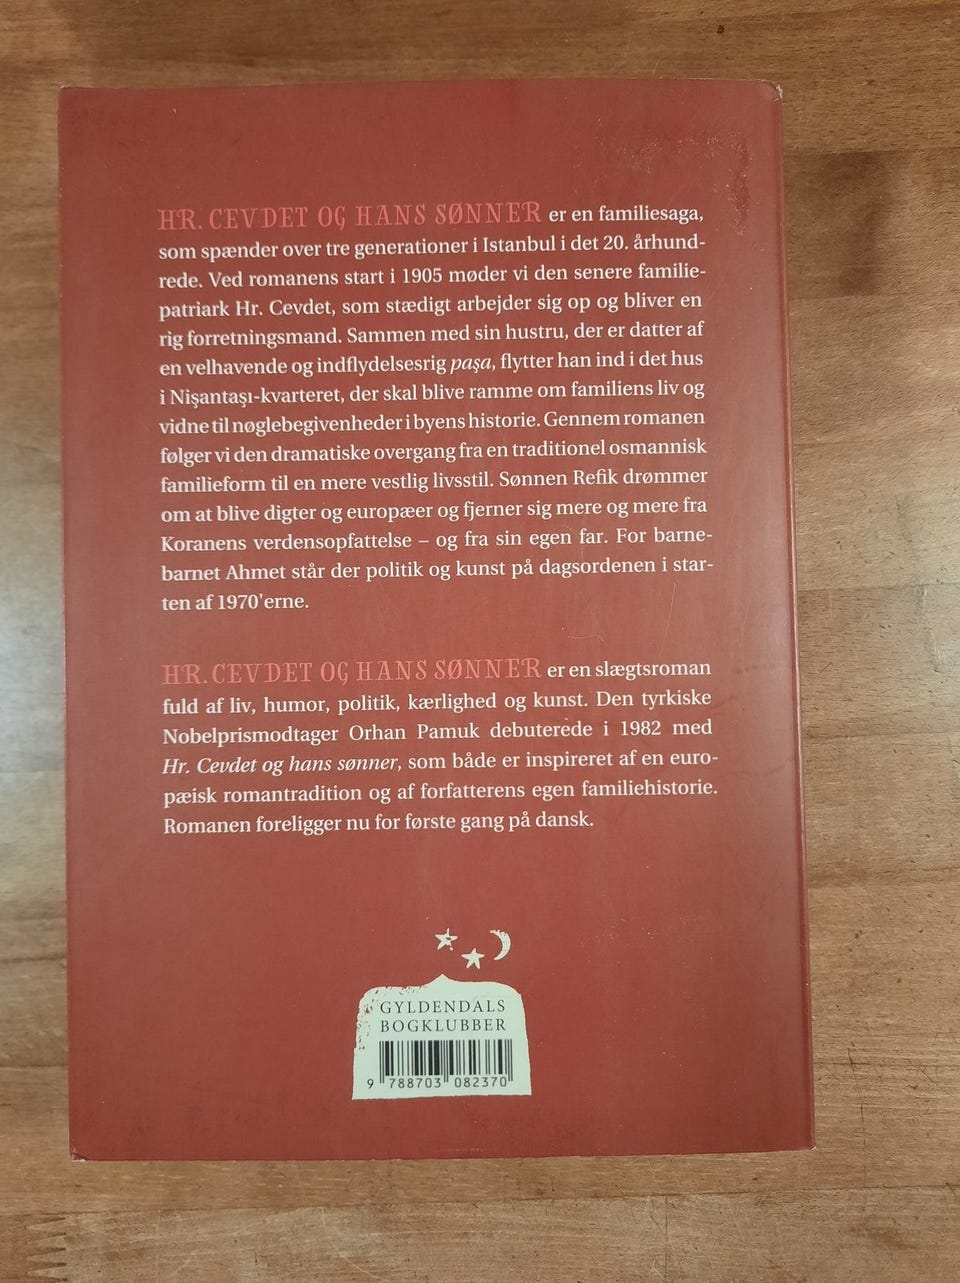 HR. CEVDET OG HANS SØNNER er en familiesaga,
som spænder over tre generationer i Istanbul i det 20. århund-
rede. Ved romanens start i 1905 møder vi den senere familie-
patriark Hr. Cevdet, som stædigt arbejder sig op og bliver en
rig forretningsmand. Sammen med sin hustru, der er datter af
en velhavende og indflydelsesrig paşa, flytter han ind i det hus
i Nişantaşı-kvarteret, der skal blive ramme om familiens liv og
vidne til nøglebegivenheder i byens historie. Gennem romanen
følger vi den dramatiske overgang fra en traditionel osmannisk
familieform til en mere vestlig livsstil. Sønnen Refik drømmer
om at blive digter og europæer og fjerner sig mere og mere fra
Koranens verdensopfattelse – og fra sin egen far. For barne-
barnet Ahmet står der politik og kunst på dagsordenen i star-
ten af 1970'erne.
HR. CEVDET OG HANS SØNNER er en slægtsroman
fuld af liv, humor, politik, kærlighed og kunst. Den tyrkiske
Nobelprismodtager Orhan Pamuk debuterede i 1982 med
Hr. Cevdet og hans sønner, som både er inspireret af en euro-
pæisk romantradition og af forfatterens egen familiehistorie.
Romanen foreligger nu for første gang på dansk.
GYLDENDALS
BOGKLUBBER
9 788703 082370